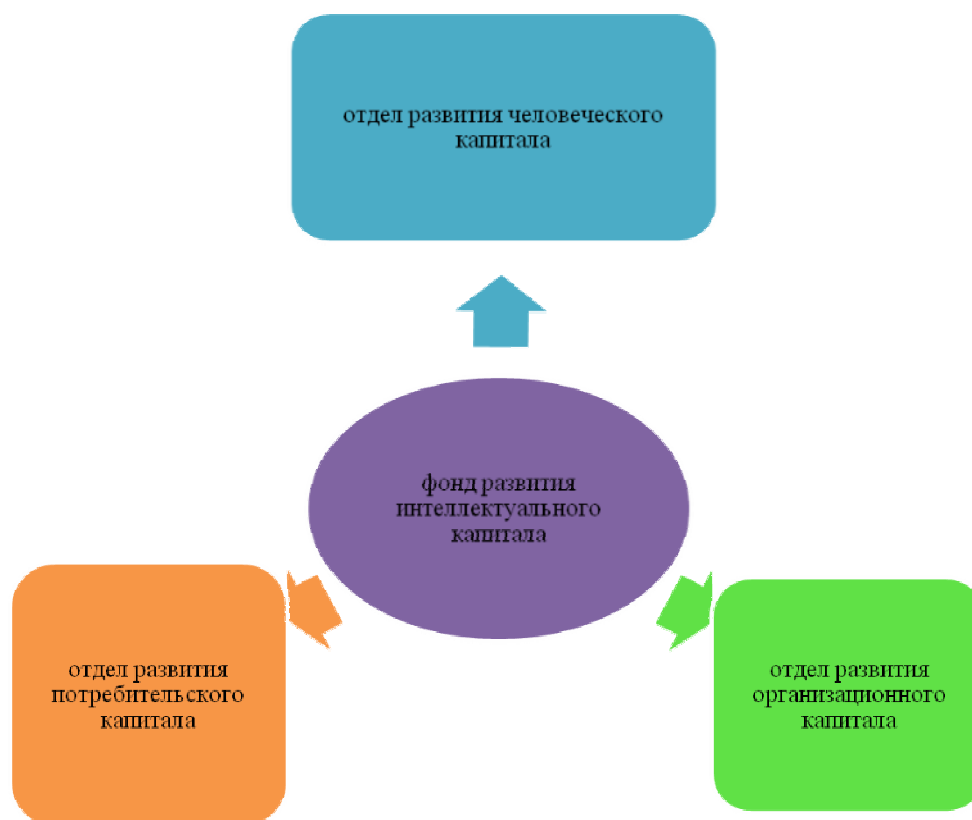 отдел развития человеческого
капитала
фонд развития
интеллектуального
капитала
отдел развития
потребительского
капитала
отдел развития
организационного
капитала